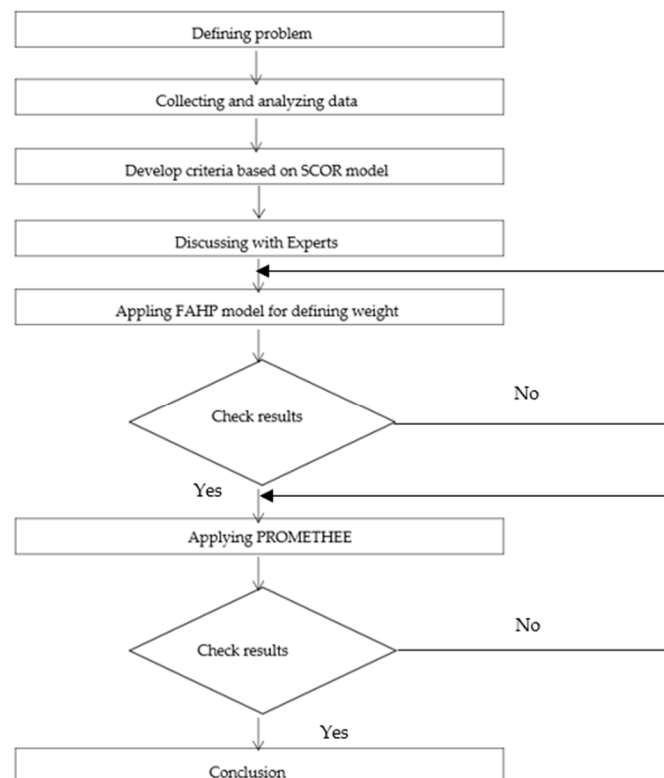 Defining problem
Collecting and analyzing data
Develop criteria based on SCOR model
Discussing with Experts
Appling FAHP model for defining weight
Check results
No
Yes
Applying PROMETHEE
Check results
No
Yes
Conclusion